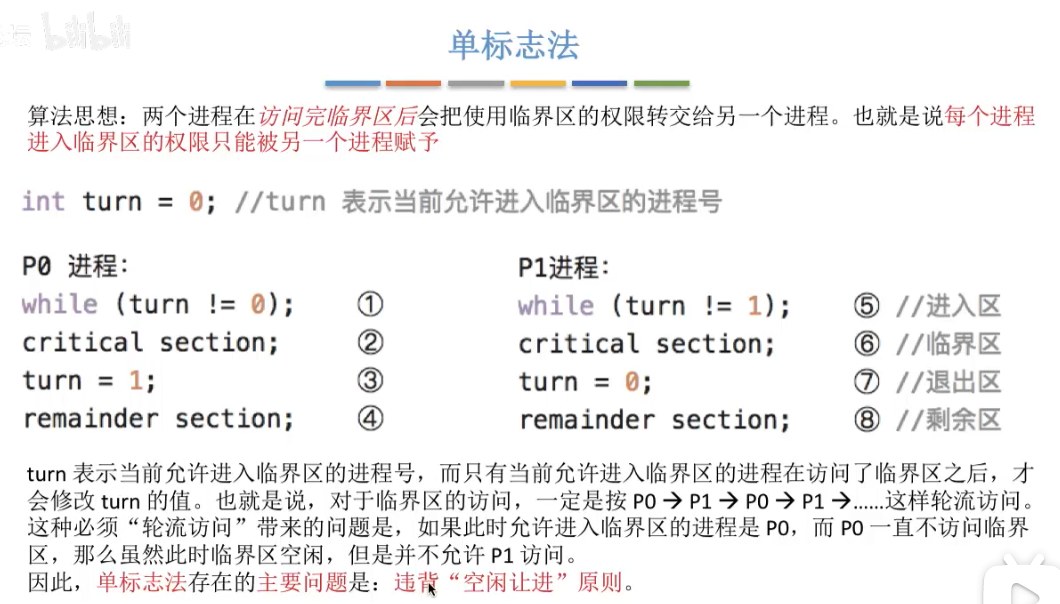 bilibili
单标志法
算法思想：两个进程在访问完临界区后会把使用临界区的权限转交给另一个进程。也就是说每个进程
进入临界区的权限只能被另一个进程赋予
int turn = 0; //turn 表示当前允许进入临界区的进程号
P0 进程：
while (turn != 0); ①
critical section; ②
turn = 1; ③
remainder section; ④
P1进程：
while (turn != 1); ⑤ //进入区
critical section; ⑥ //临界区
turn = 0; ⑦ //退出区
remainder section; ⑧ //剩余区
turn 表示当前允许进入临界区的进程号，而只有当前允许进入临界区的进程在访问了临界区之后，才
会修改 turn 的值。也就是说，对于临界区的访问，一定是按 P0 → P1 → P0 → P1 →……这样轮流访问。
这种必须“轮流访问”带来的问题是，如果此时允许进入临界区的进程是 P0，而 P0 一直不访问临界
区，那么虽然此时临界区空闲，但是并不允许 P1 访问。
因此，单标志法存在的主要问题是：违背“空闲让进”原则。